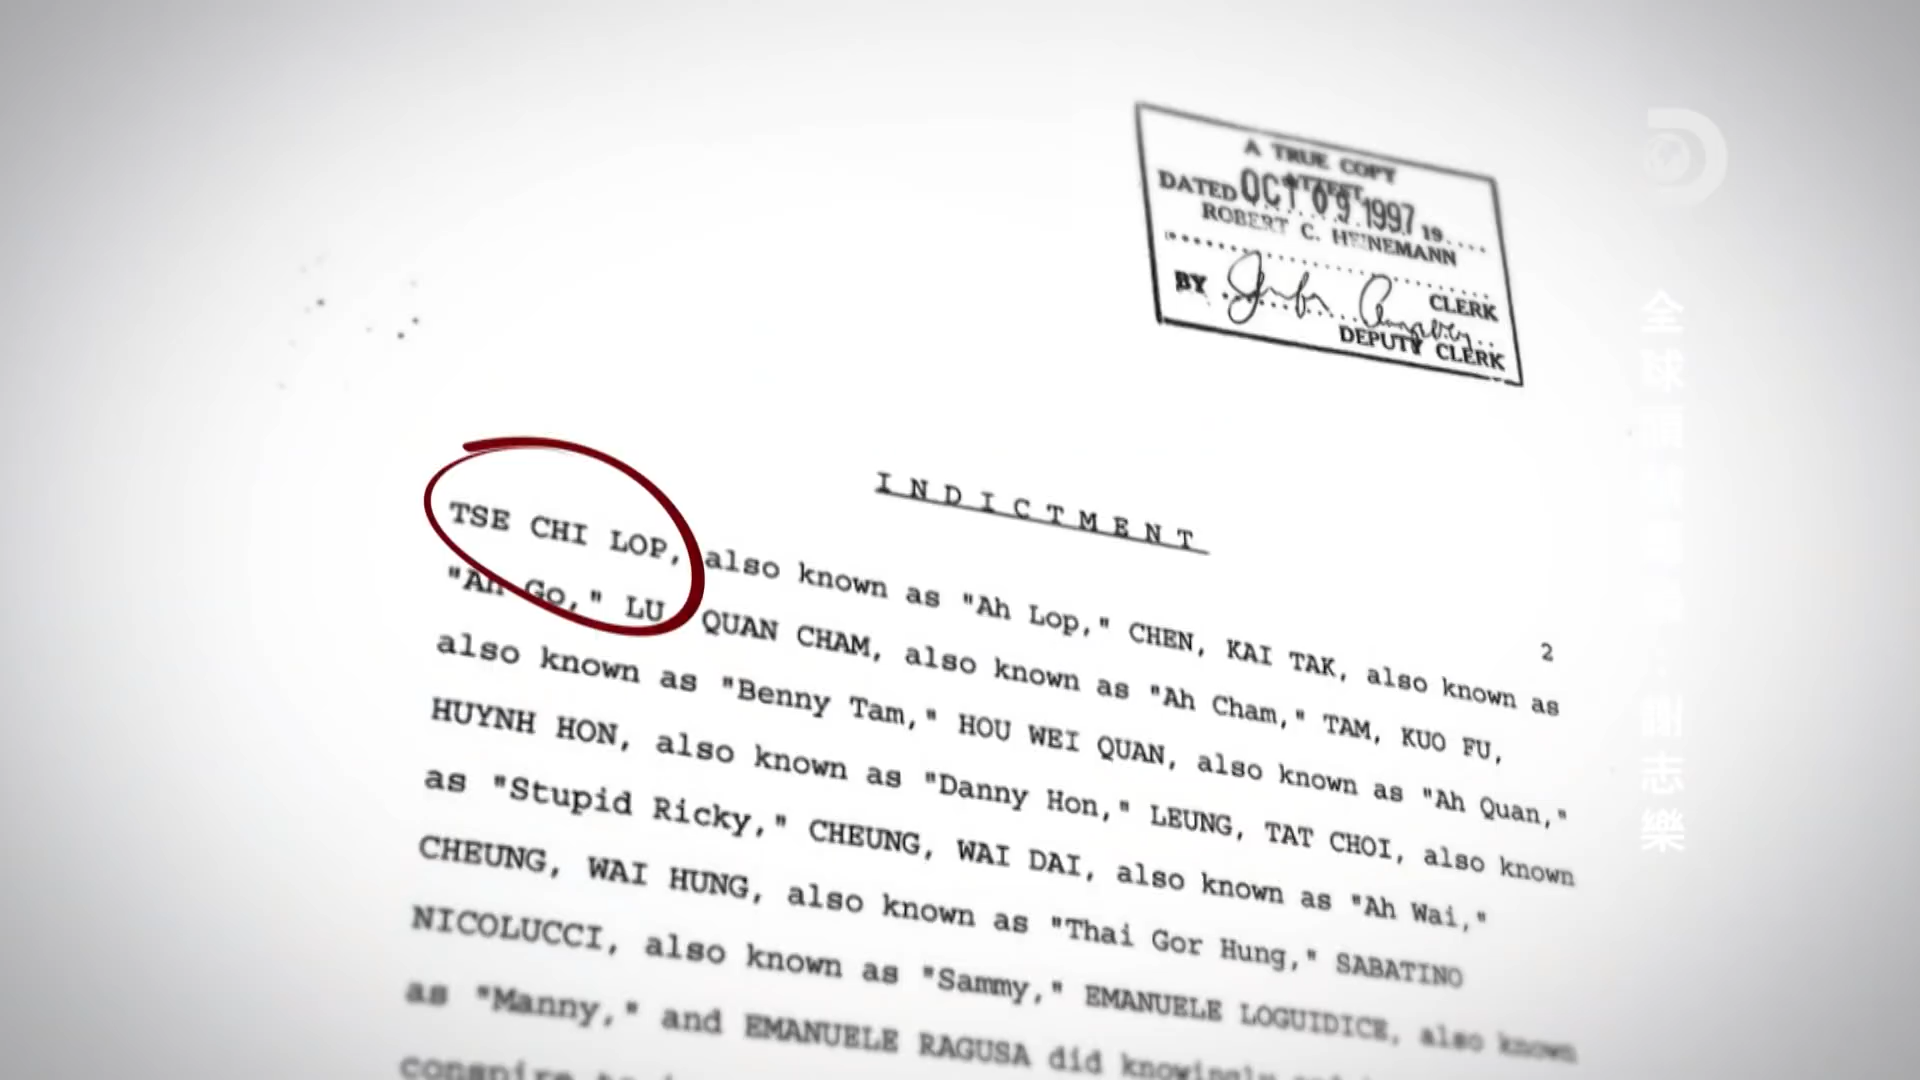 A TRUE COPY
ATTEST
DATED OCT 09 1997 19....
ROBERT C. HEINEMANN
CLERK
BY
DEPUTY CLERK
INDICTMENT
2
TSE CHI LOP, also known as "Ah Lop," CHEN, KAI TAK, also known as
"Ah Go," LU QUAN CHAM, also known as "Ah Cham," TAM, KUO FU,
also known as "Benny Tam," HOU WEI QUAN, also known as "Ah Quan,"
HUYNH HON, also known as "Danny Hon," LEUNG, TAT CHOI, also known
as "Stupid Ricky," CHEUNG, WAI DAI, also known as "Ah Wai,"
CHEUNG, WAI HUNG, also known as "Thai Gor Hung," SABATINO
NICOLUCCI, also known as "Sammy," EMANUELE LOGUIDICE, also known
as "Manny," and EMANUELE RAGUSA did knowingly
conspire to
全球 謝志樂